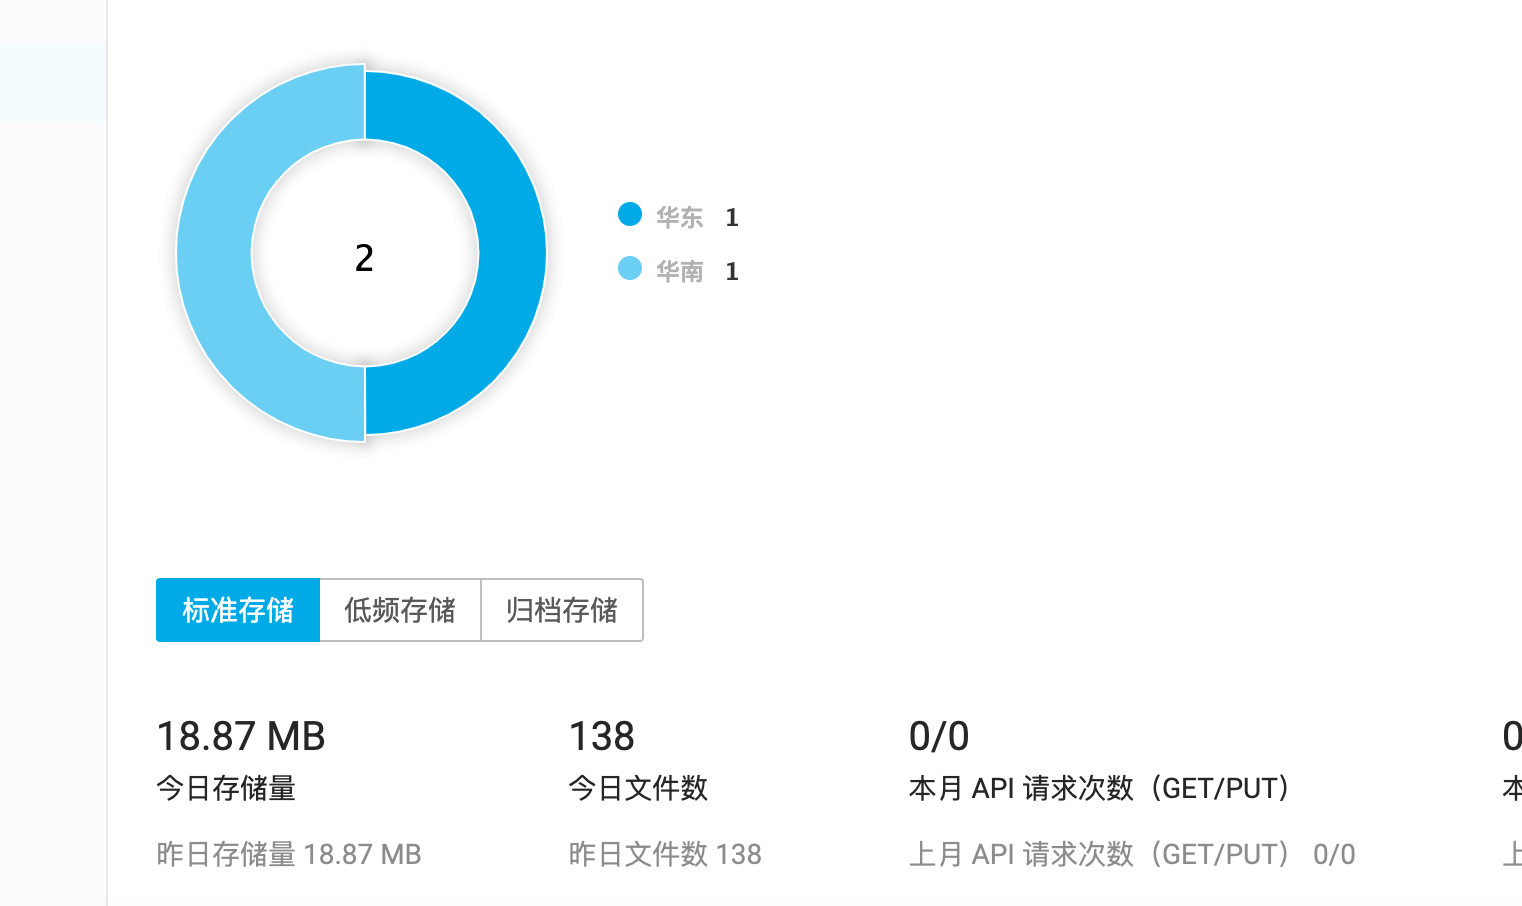 2
华东 1
华南 1
标准存储 低频存储 归档存储
18.87 MB 138 0/0 0
今日存储量 今日文件数 本月 API 请求次数（GET/PUT） 本
昨日存储量 18.87 MB 昨日文件数 138 上月 API 请求次数（GET/PUT） 0/0 上